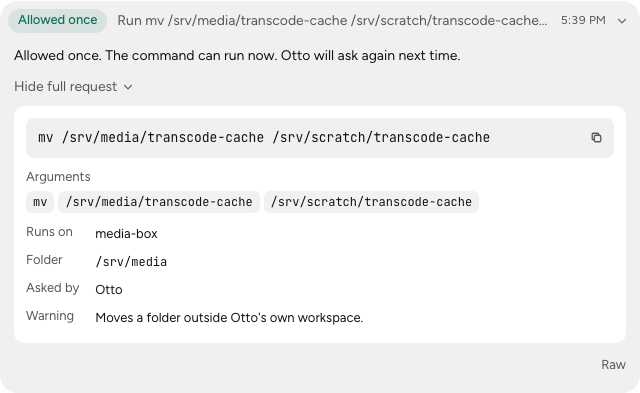 Allowed once Run mv /srv/media/transcode-cache /srv/scratch/transcode-cache... 5:39 PM
Allowed once. The command can run now. Otto will ask again next time.
Hide full request
mv /srv/media/transcode-cache /srv/scratch/transcode-cache
Arguments
mv /srv/media/transcode-cache /srv/scratch/transcode-cache
Runs on media-box
Folder /srv/media
Asked by Otto
Warning Moves a folder outside Otto's own workspace.
Raw